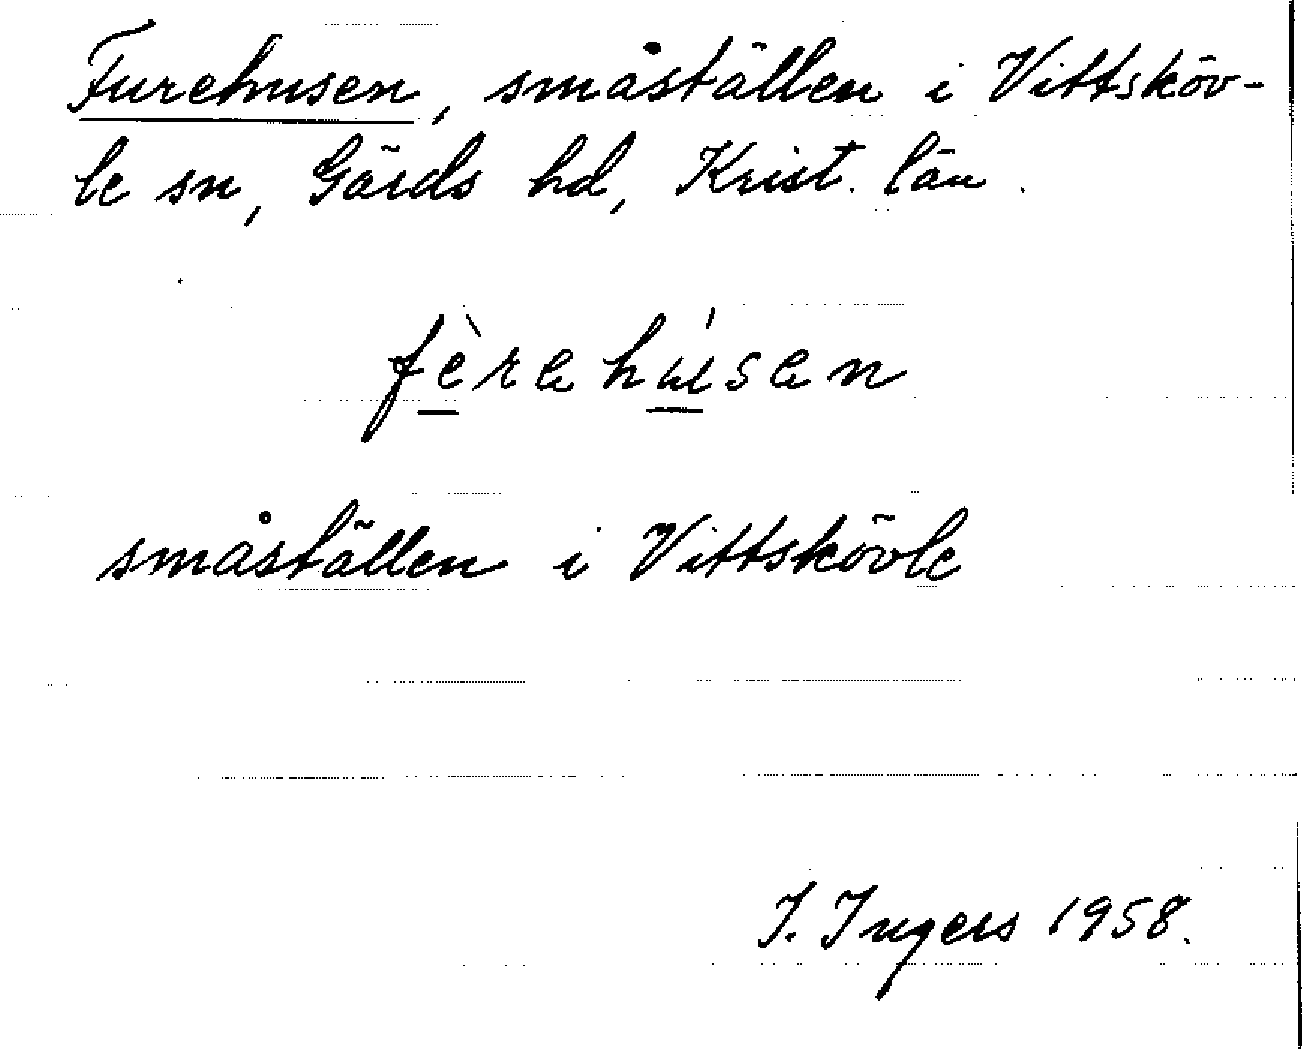 Furehusen, småställen i Vittsköv-
le sn, Gärds hd, Krist. län.
fèrehúsen
småställen i Vittskövle
I. Ingers 1958.